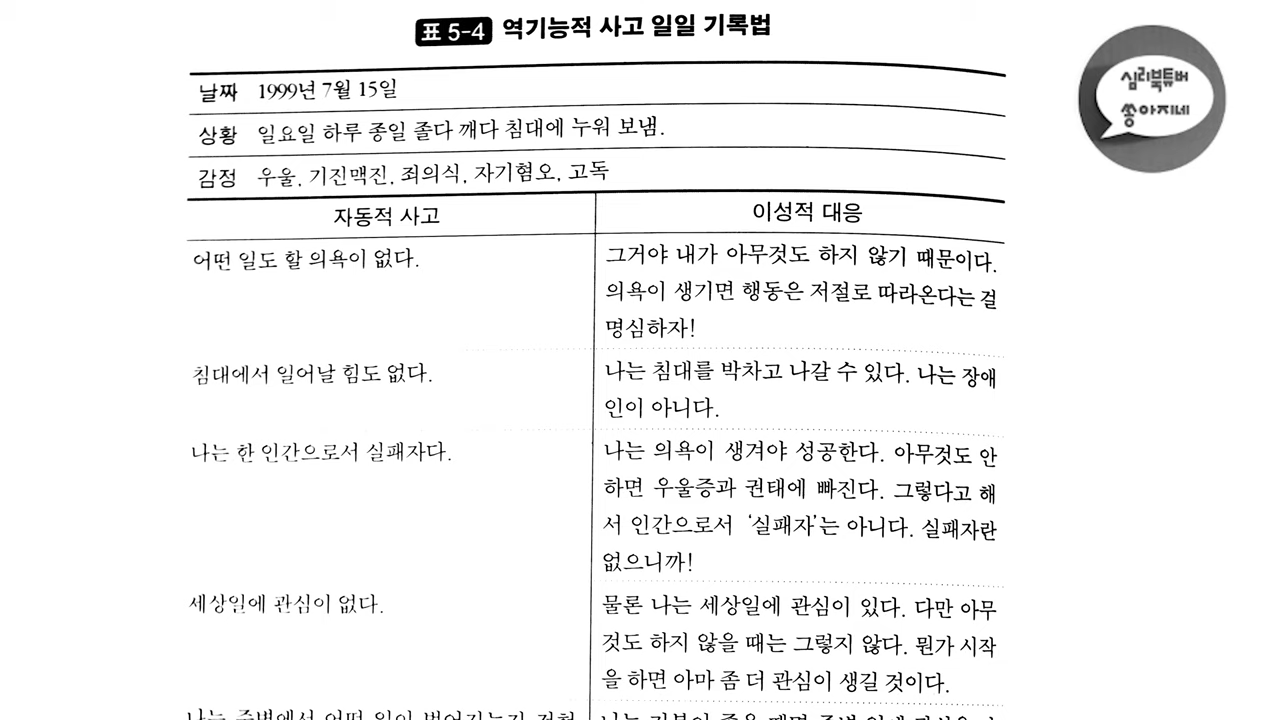 표 5-4 역기능적 사고 일일 기록법
날짜 1999년 7월 15일
상황 일요일 하루 종일 졸다 깨다 침대에 누워 보냄.
감정 우울, 기진맥진, 죄의식, 자기혐오, 고독
자동적 사고
이성적 대응
어떤 일도 할 의욕이 없다.
그거야 내가 아무것도 하지 않기 때문이다.
의욕이 생기면 행동은 저절로 따라온다는 걸
명심하자!
침대에서 일어날 힘도 없다.
나는 침대를 박차고 나갈 수 있다. 나는 장애
인이 아니다.
나는 한 인간으로서 실패자다.
나는 의욕이 생겨야 성공한다. 아무것도 안
하면 우울증과 권태에 빠진다. 그렇다고 해
서 인간으로서 '실패자'는 아니다. 실패자란
없으니까!
세상일에 관심이 없다.
물론 나는 세상일에 관심이 있다. 다만 아무
것도 하지 않을 때는 그렇지 않다. 뭔가 시작
을 하면 아마 좀 더 관심이 생길 것이다.
심리북튜버
쏭아지네